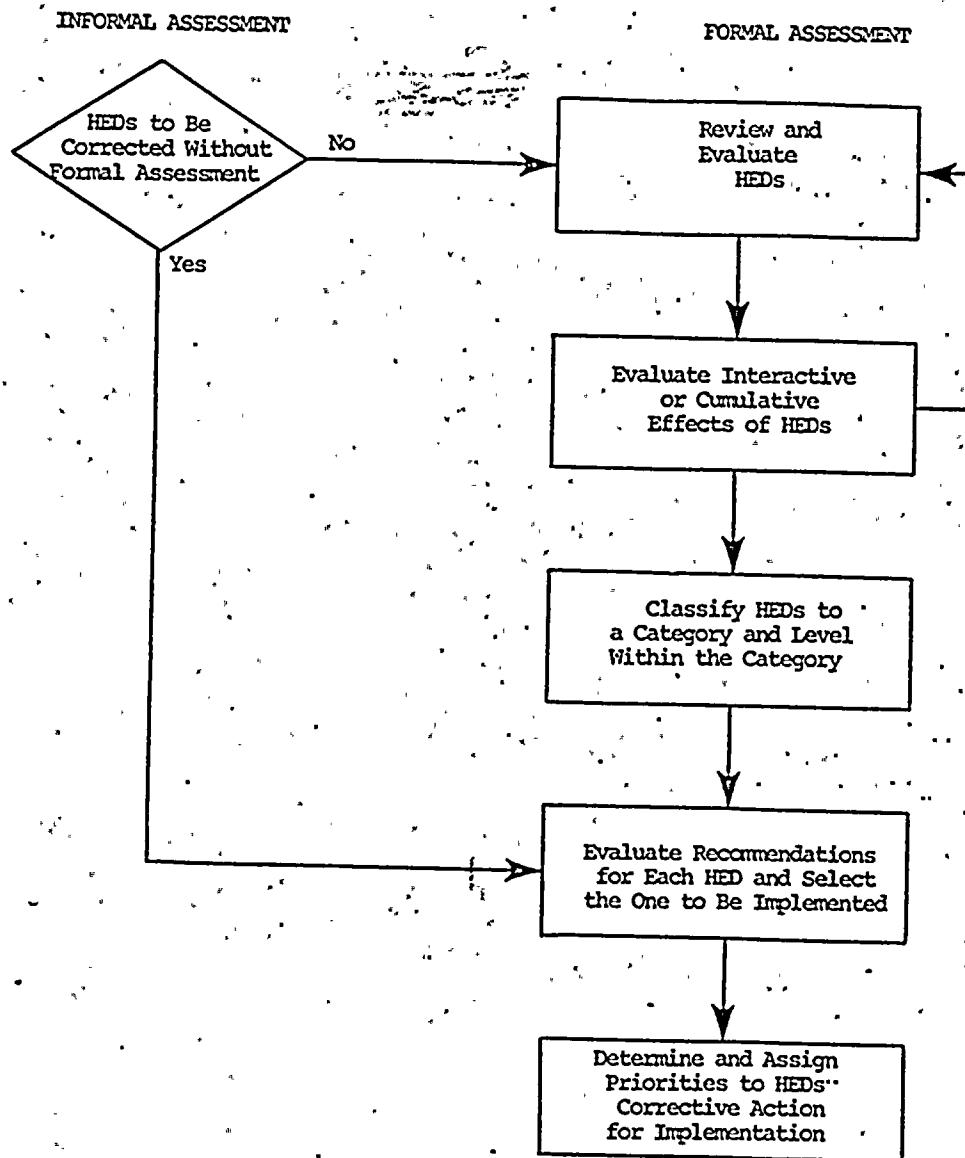 INFORMAL ASSESSMENT
FORMAL ASSESSMENT
HEDs to Be
Corrected Without
Formal Assessment
No
Yes
Review and
Evaluate
HEDs
Evaluate Interactive
or Cumulative
Effects of HEDs
Classify HEDs to
a Category and Level
Within the Category
Evaluate Recommendations
for Each HED and Select
the One to Be Implemented
Determine and Assign
Priorities to HEDs
Corrective Action
for Implementation